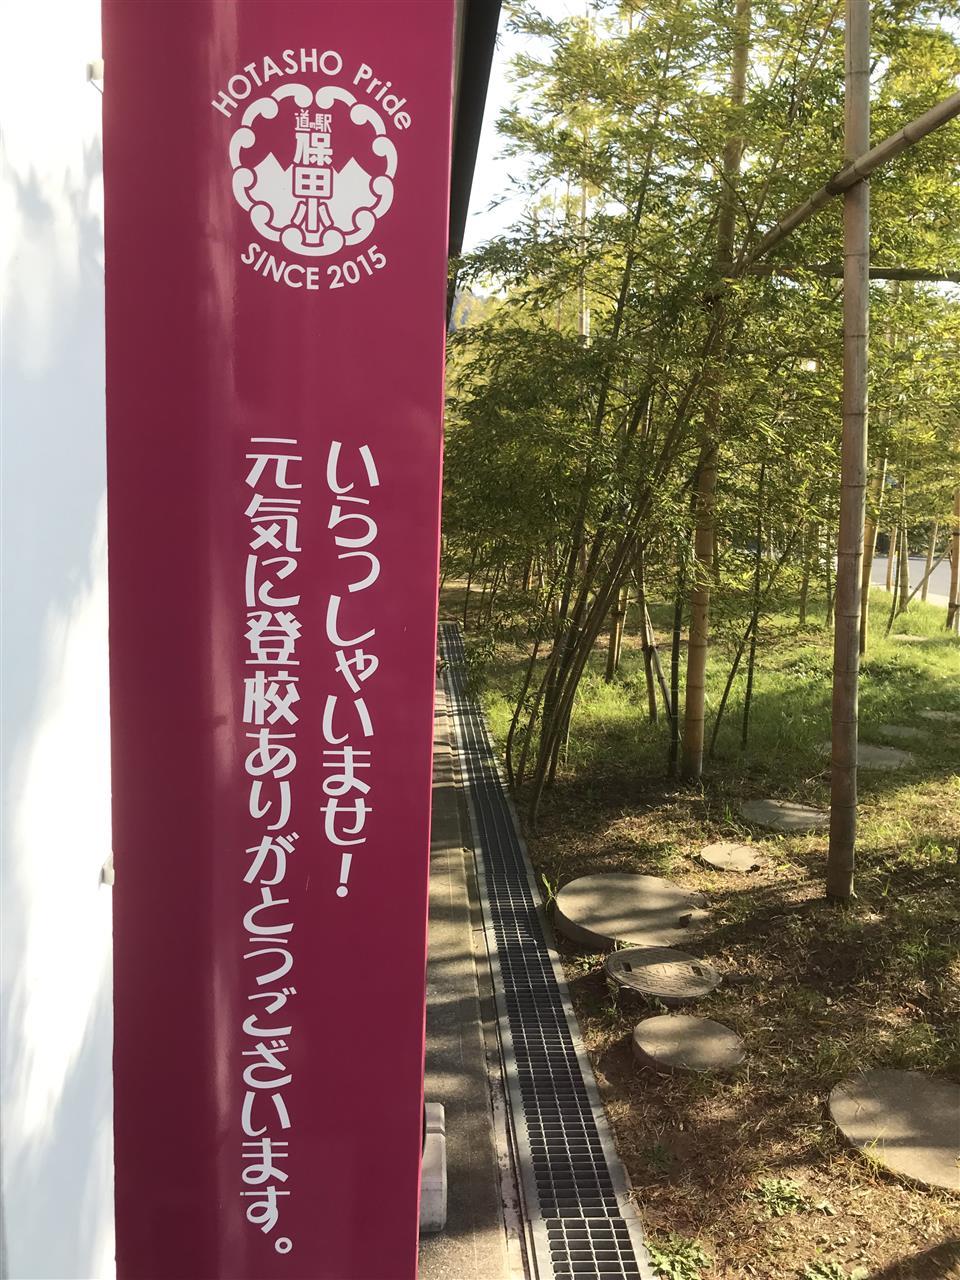 HOTASHO Pride
道の駅
保田小
SINCE 2015
いらっしゃいませ！
元気に登校ありがとうございます。